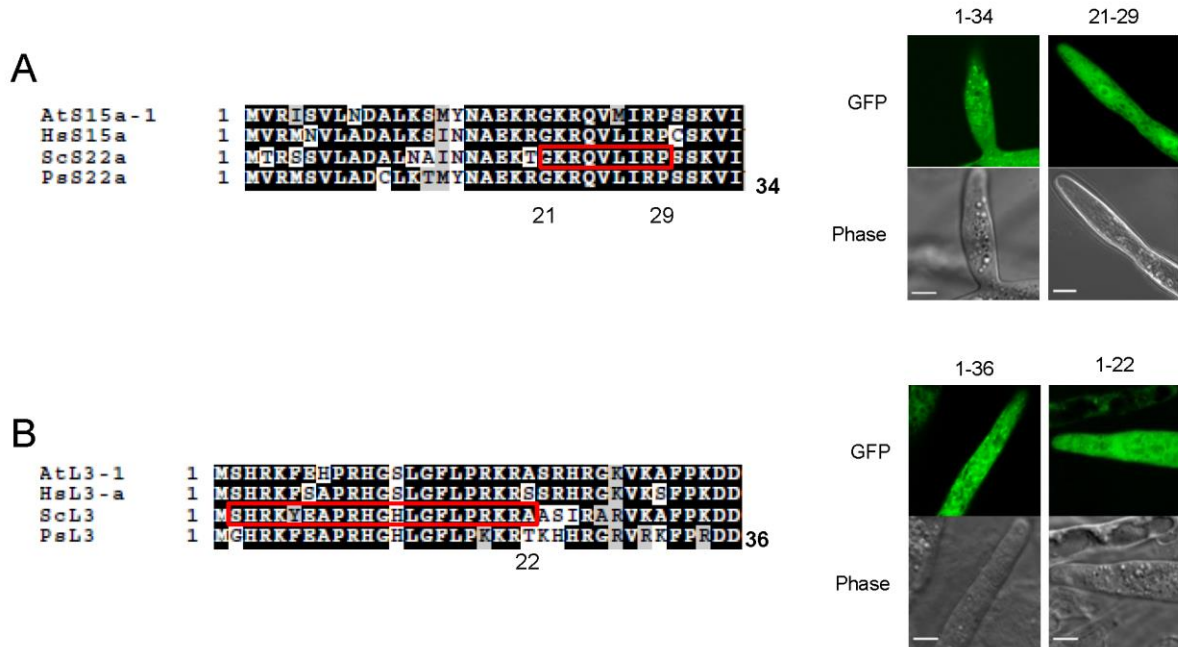 A
AtS15a-1 1 MVRISVLNDALKSMYNAEKRGKRQVMIRPSSKVI
HsS15a 1 MVRMNVLADALKSINNAEKRGKRQVLIRPCSKVI
ScS22a 1 MTRSSVLADALNAINNAEKTGKRQVLIRPSSKVI
PsS22a 1 MVRMSVLADCLKTMYNAEKRGKRQVLIRPSSKVI 34
21 29
1-34 21-29
GFP
Phase
B
AtL3-1 1 MSHRKFEHPRHGSLGFLPRKRASRHRGKVKAFPKDD
HsL3-a 1 MSHRKFSAPRHGSLGFLPRKRSSRHRGKVKSFPKDD
ScL3 1 MSHRKYEAPRHGHLGFLPRKRAASIRARVKAFPKDD
PsL3 1 MGHRKFEAPRHGHLGFLPKKRTKHHRGRVRKFPRDD 36
22
1-36 1-22
GFP
Phase